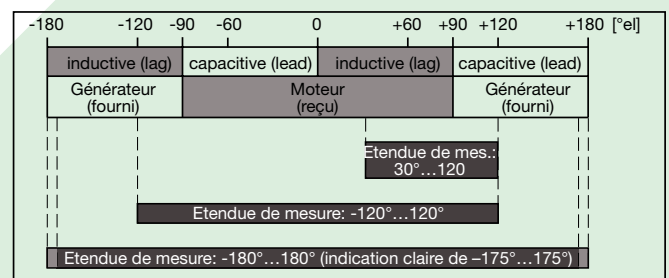 -180 -120 -90 -60 0 +60 +90 +120 +180 [°el]
inductive (lag) capacitive (lead) inductive (lag) capacitive (lead)
Générateur Moteur Générateur
(fourni) (reçu) (fourni)
Etendue de mes.:
30°…120
Etendue de mesure: -120°…120°
Etendue de mesure: -180°…180° (indication claire de –175°…175°)